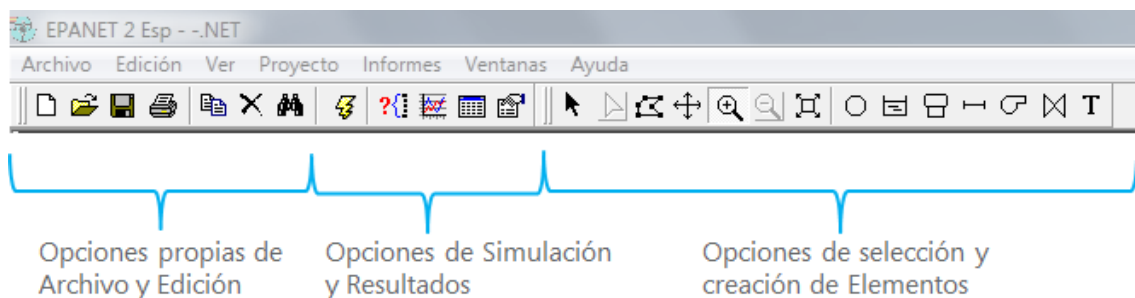 EPANET 2 Esp - -.NET
Archivo Edición Ver Proyecto Informes Ventanas Ayuda
?{} T
Opciones propias de
Archivo y Edición
Opciones de Simulación
y Resultados
Opciones de selección y
creación de Elementos